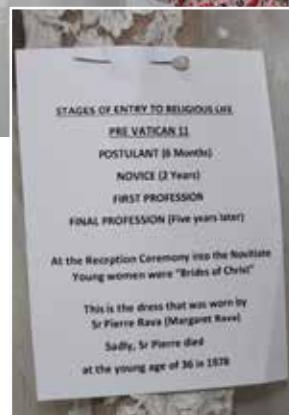 STAGES OF ENTRY TO RELIGIOUS LIFE
PRE VATICAN 11
POSTULANT (6 Months)
NOVICE (2 Years)
FIRST PROFESSION
FINAL PROFESSION (Five years later)
At the Reception Ceremony into the Novitiate
Young women were "Brides of Christ"
This is the dress that was worn by
Sr Pierre Rava (Margaret Rava)
Sadly, Sr Pierre died
at the young age of 36 in 1978